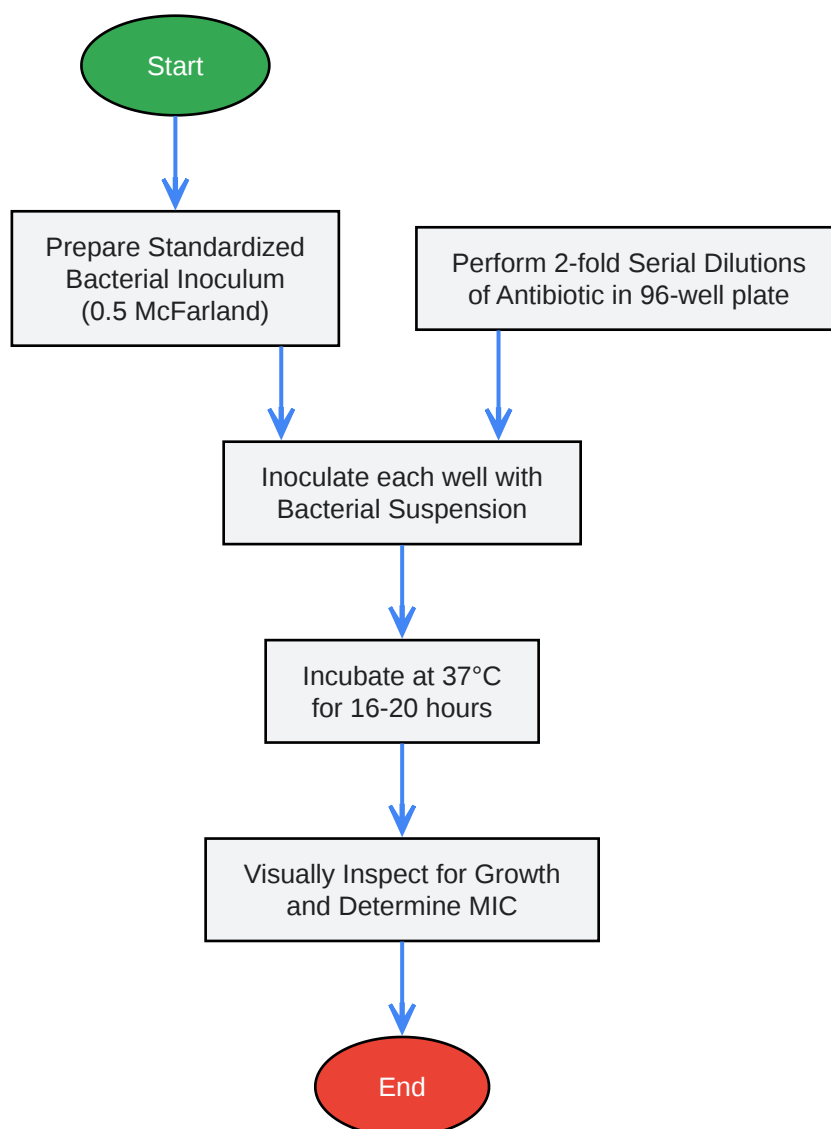 Start
Prepare Standardized
Bacterial Inoculum
(0.5 McFarland)
Perform 2-fold Serial Dilutions
of Antibiotic in 96-well plate
Inoculate each well with
Bacterial Suspension
Incubate at 37°C
for 16-20 hours
Visually Inspect for Growth
and Determine MIC
End